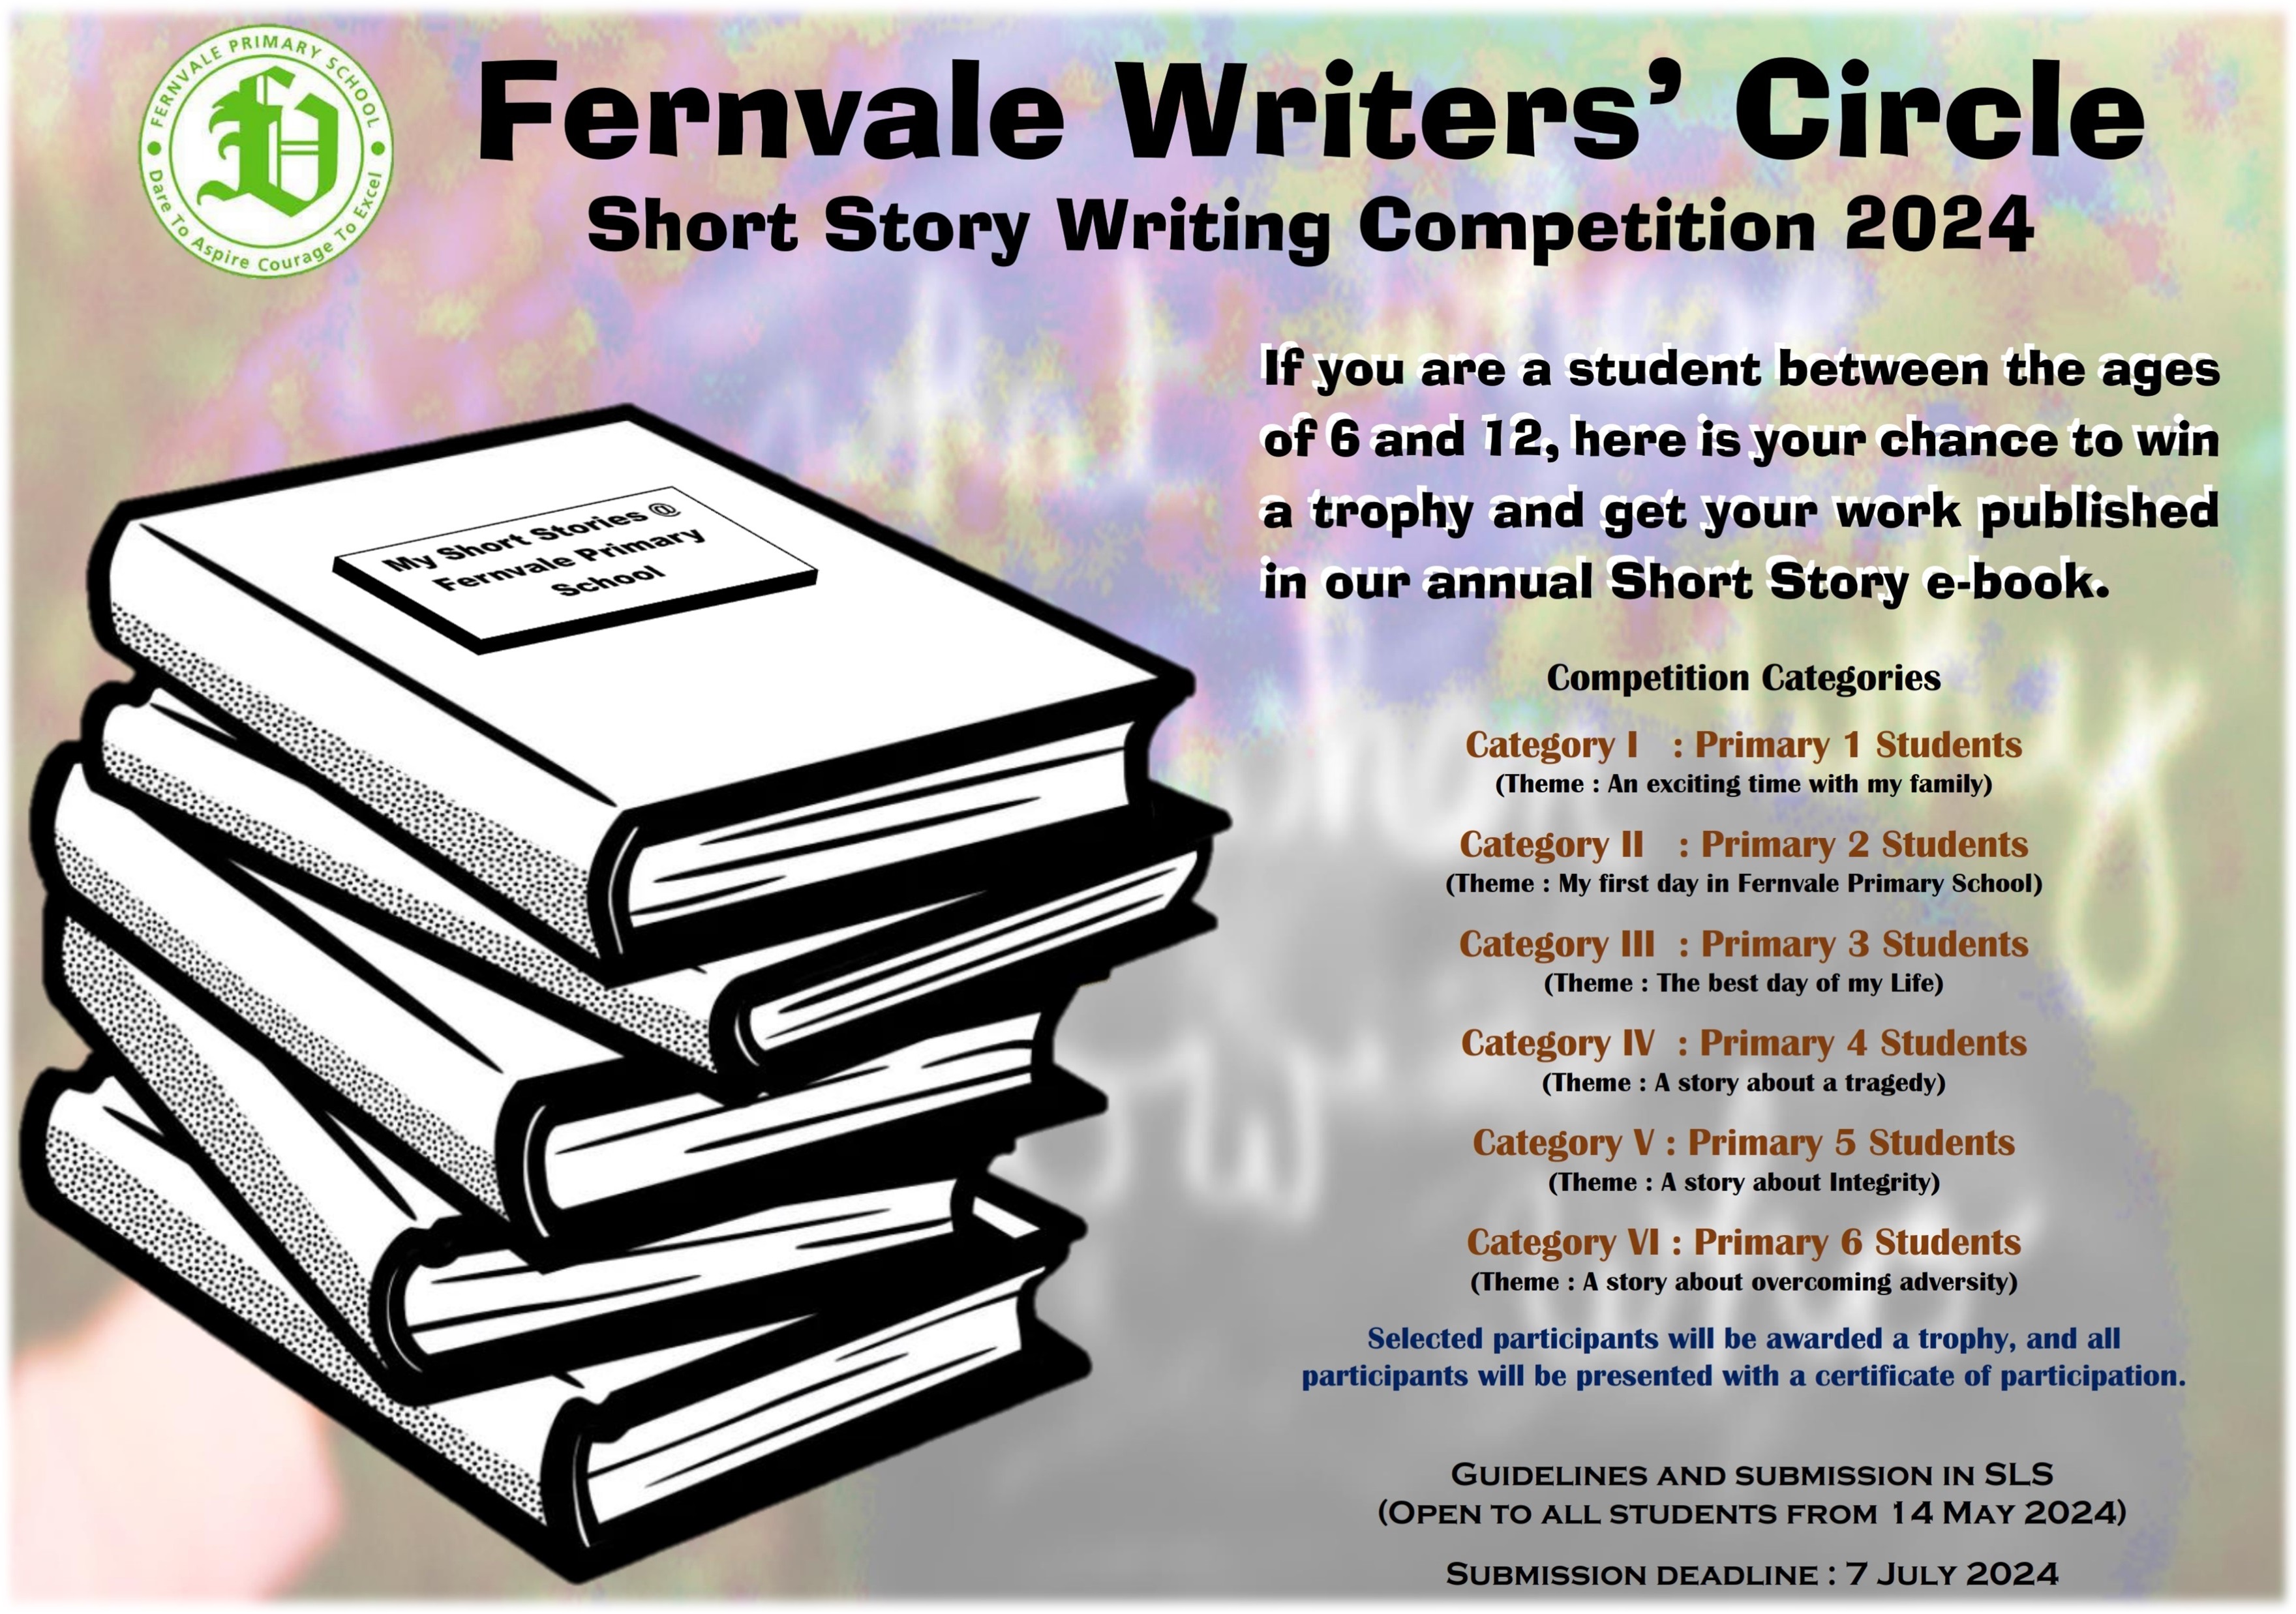 FERNVALE PRIMARY SCHOOL
Dare To Aspire Courage To Excel
Fernvale Writers’ Circle
Short Story Writing Competition 2024
If you are a student between the ages
of 6 and 12, here is your chance to win
a trophy and get your work published
in our annual Short Story e-book.
My Short Stories @
Fernvale Primary
School
Competition Categories
Category I : Primary 1 Students
(Theme : An exciting time with my family)
Category II : Primary 2 Students
(Theme : My first day in Fernvale Primary School)
Category III : Primary 3 Students
(Theme : The best day of my Life)
Category IV : Primary 4 Students
(Theme : A story about a tragedy)
Category V : Primary 5 Students
(Theme : A story about Integrity)
Category VI : Primary 6 Students
(Theme : A story about overcoming adversity)
Selected participants will be awarded a trophy, and all
participants will be presented with a certificate of participation.
GUIDELINES AND SUBMISSION IN SLS
(OPEN TO ALL STUDENTS FROM 14 MAY 2024)
SUBMISSION DEADLINE : 7 JULY 2024